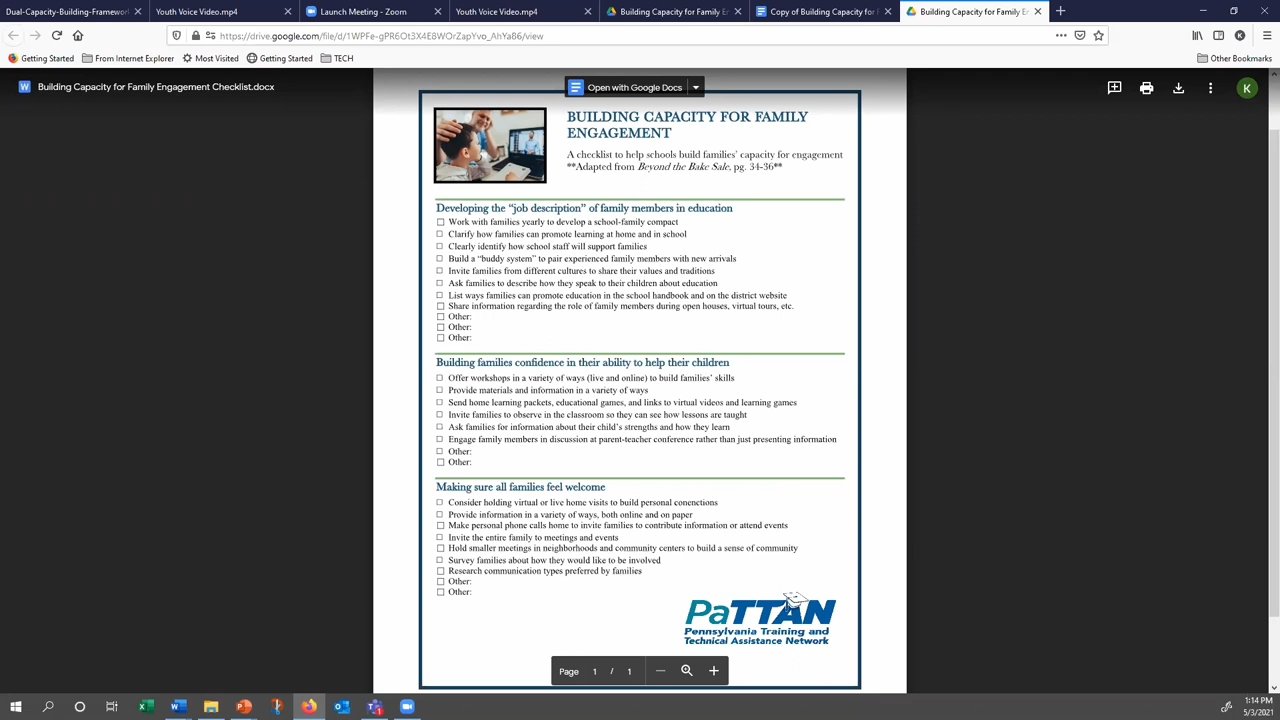 Dual-Capacity-Building-Framewor
Youth Voice Video.mp4
Launch Meeting - Zoom
Youth Voice Video.mp4
Building Capacity for Family En
Copy of Building Capacity for
Building Capacity for Family En
https://drive.google.com/file/d/1WPFe-gPR6Ot3X4E8WOrZapYvo_AhYa86/view
Getting Started
From Internet Explorer
Most Visited
Getting Started
TECH
Other Bookmarks
Building Capacity for Family Engagement Checklist.docx
Open with Google Docs
K
BUILDING CAPACITY FOR FAMILY
ENGAGEMENT
A checklist to help schools build families' capacity for engagement
**Adapted from Beyond the Bake Sale, pg. 34-36**
Developing the "job description" of family members in education
Work with families yearly to develop a school-family compact
Clarify how families can promote learning at home and in school
Clearly identify how school staff will support families
Build a "buddy system" to pair experienced family members with new arrivals
Invite families from different cultures to share their values and traditions
Ask families to describe how they speak to their children about education
List ways families can promote education in the school handbook and on the district website
Share information regarding the role of family members during open houses, virtual tours, etc.
Other:
Other:
Other:
Building families confidence in their ability to help their children
Offer workshops in a variety of ways (live and online) to build families' skills
Provide materials and information in a variety of ways
Send home learning packets, educational games, and links to virtual videos and learning games
Invite families to observe in the classroom so they can see how lessons are taught
Ask families for information about their child's strengths and how they learn
Engage family members in discussion at parent-teacher conference rather than just presenting information
Other:
Other:
Making sure all families feel welcome
Consider holding virtual or live home visits to build personal conenctions
Provide information in a variety of ways, both online and on paper
Make personal phone calls home to invite families to contribute information or attend events
Invite the entire family to meetings and events
Hold smaller meetings in neighborhoods and community centers to build a sense of community
Survey families about how they would like to be involved
Research communication types preferred by families
Other:
Other:
PaTTAN
Pennsylvania Training and
Technical Assistance Network
Page 1 / 1
1:14 PM
5/3/2021